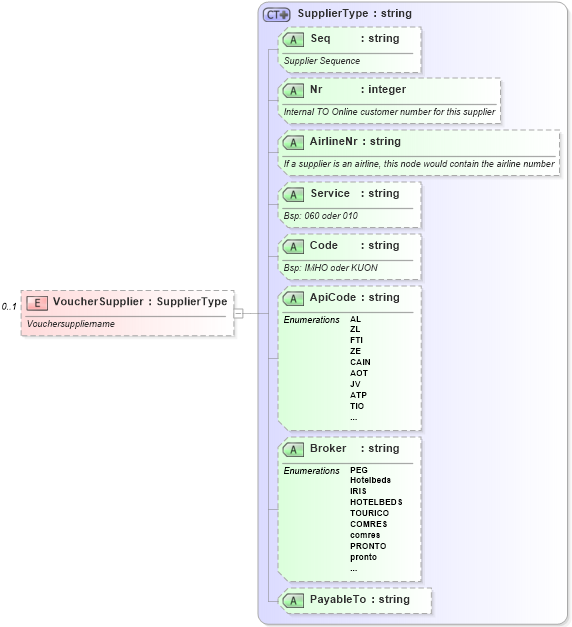 CT+ SupplierType : string
A Seq : string
Supplier Sequence
A Nr : integer
Internal TO Online customer number for this supplier
A AirlineNr : string
If a supplier is an airline, this node would contain the airline number
A Service : string
Bsp: 060 oder 010
A Code : string
Bsp: IMHO oder KUON
0..1
E VoucherSupplier : SupplierType
Vouchersuppliername
A ApiCode : string
Enumerations AL
ZL
FTI
ZE
CAIN
AOT
JV
ATP
TIO
...
A Broker : string
Enumerations PEG
Hotelbeds
IRIS
HOTELBEDS
TOURICO
COMRES
comres
PRONTO
pronto
...
A PayableTo : string